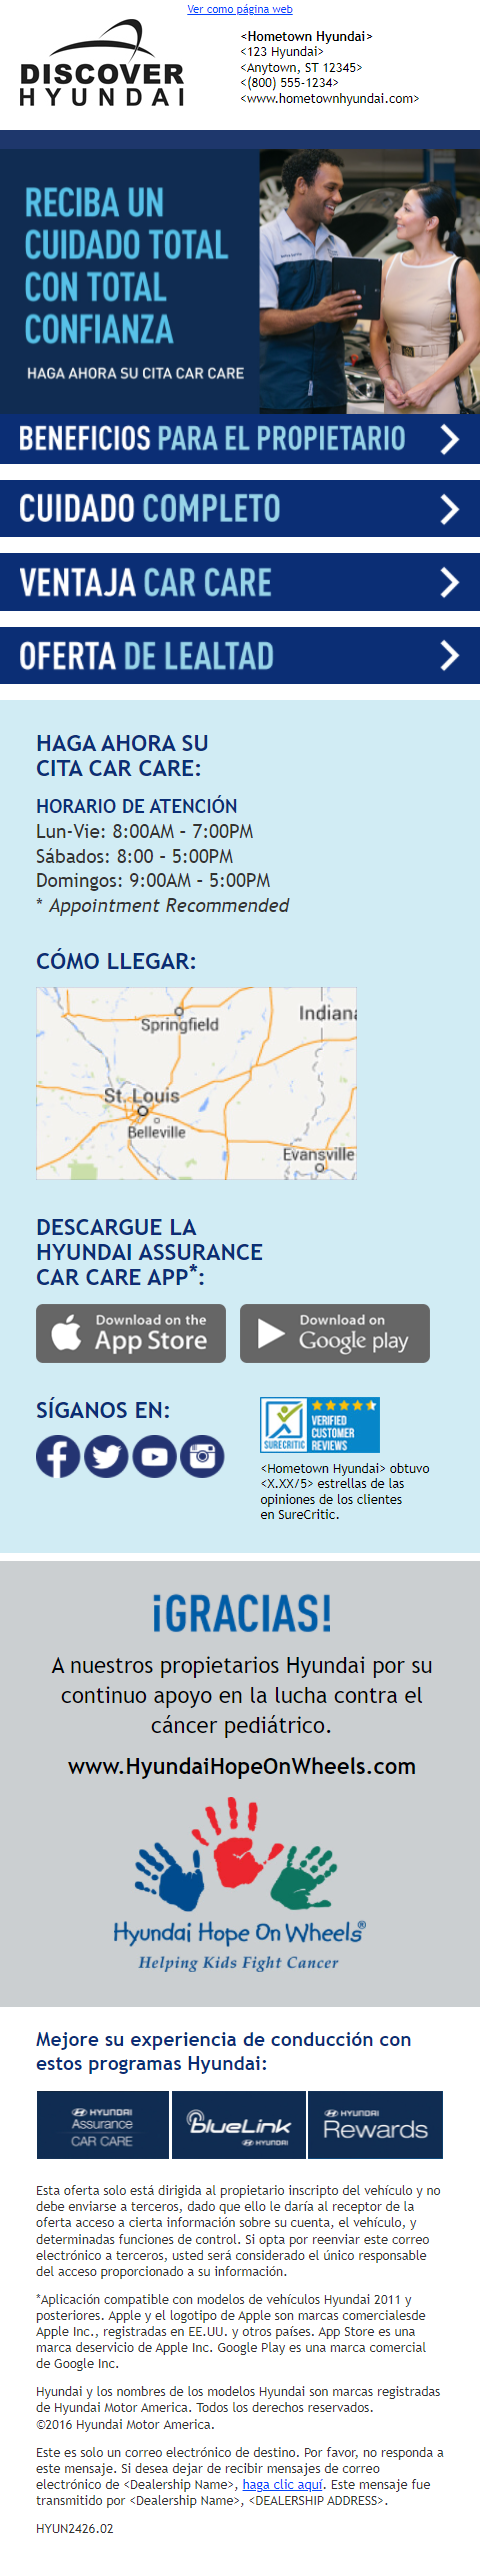 Ver como página web
DISCOVER
HYUNDAI
<Hometown Hyundai>
<123 Hyundai>
<Anytown, ST 12345>
<(800) 555-1234>
<www.hometownhyundai.com>
RECIBA UN
CUIDADO TOTAL
CON TOTAL
CONFIANZA
HAGA AHORA SU CITA CAR CARE
BENEFICIOS PARA EL PROPIETARIO
CUIDADO COMPLETO
VENTAJA CAR CARE
OFERTA DE LEALTAD
HAGA AHORA SU
CITA CAR CARE:
HORARIO DE ATENCIÓN
Lun-Vie: 8:00AM - 7:00PM
Sábados: 8:00 - 5:00PM
Domingos: 9:00AM - 5:00PM
* Appointment Recommended
CÓMO LLEGAR:
Indiana
Springfield
St. Louis
Belleville
Evansville
DESCARGUE LA
HYUNDAI ASSURANCE
CAR CARE APP*:
Download on the
App Store
Download on
Google play
SÍGANOS EN:
SURECRITIC
VERIFIED
CUSTOMER
REVIEWS
<Hometown Hyundai> obtuvo
<X.XX/5> estrellas de las
opiniones de los clientes
en SureCritic.
¡GRACIAS!
A nuestros propietarios Hyundai por su
continuo apoyo en la lucha contra el
cáncer pediátrico.
www.HyundaiHopeOnWheels.com
Hyundai Hope On Wheels®
Helping Kids Fight Cancer
Mejore su experiencia de conducción con
estos programas Hyundai:
HYUNDAI
Assurance
CAR CARE
BlueLink
HYUNDAI
HYUNDAI
Rewards
Esta oferta solo está dirigida al propietario inscripto del vehículo y no
debe enviarse a terceros, dado que ello le daría al receptor de la
oferta acceso a cierta información sobre su cuenta, el vehículo, y
determinadas funciones de control. Si opta por reenviar este correo
electrónico a terceros, usted será considerado el único responsable
del acceso proporcionado a su información.
*Aplicación compatible con modelos de vehículos Hyundai 2011 y
posteriores. Apple y el logotipo de Apple son marcas comercialesde
Apple Inc., registradas en EE.UU. y otros países. App Store es una
marca deservicio de Apple Inc. Google Play es una marca comercial
de Google Inc.
Hyundai y los nombres de los modelos Hyundai son marcas registradas
de Hyundai Motor America. Todos los derechos reservados.
©2016 Hyundai Motor America.
Este es solo un correo electrónico de destino. Por favor, no responda a
este mensaje. Si desea dejar de recibir mensajes de correo
electrónico de <Dealership Name>, haga clic aquí. Este mensaje fue
transmitido por <Dealership Name>, <DEALERSHIP ADDRESS>.
HYUN2426.02